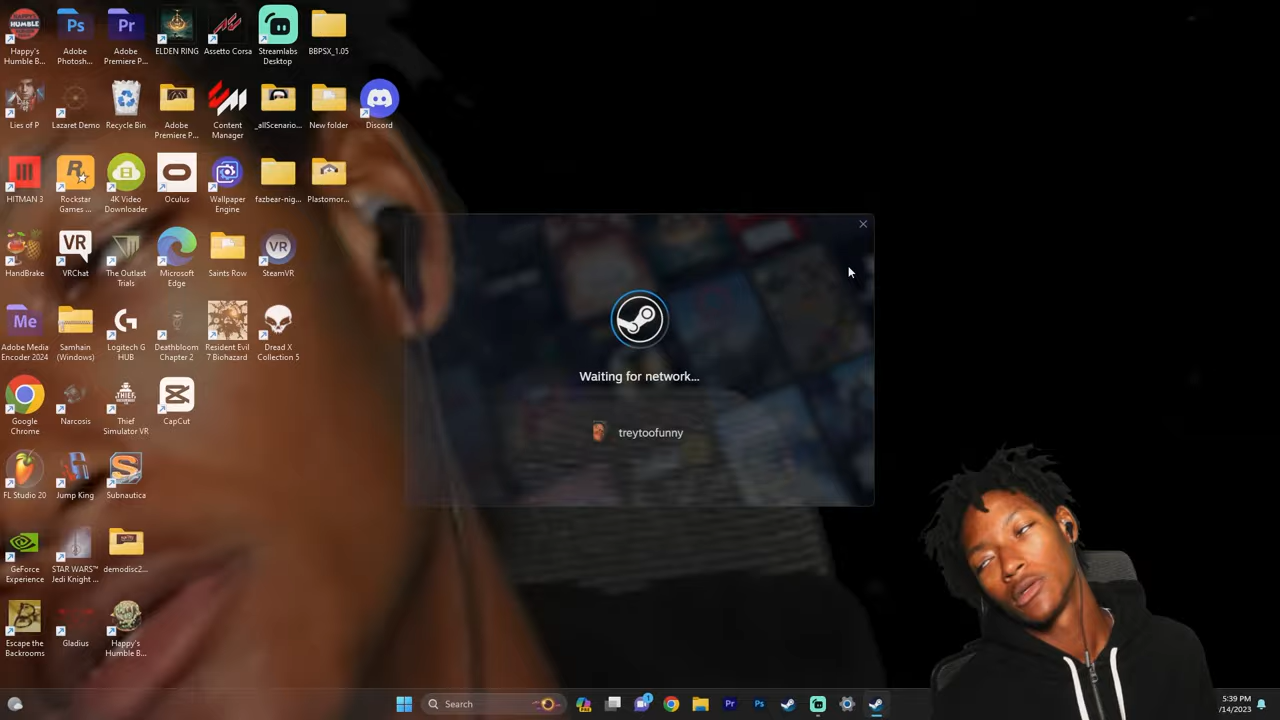 Happy's
Humble B...
Adobe
Photosh...
Adobe
Premiere P...
ELDEN RING
Assetto Corsa
Streamlabs
Desktop
BBPSX_1.05
Lies of P
Lazaret Demo
Recycle Bin
Adobe
Premiere P...
Content
Manager
_allScenario...
New folder
Discord
HITMAN 3
Rockstar
Games ...
4K Video
Downloader
Oculus
Wallpaper
Engine
fazbear-nig...
Plastomor...
HandBrake
VRChat
The Outlast
Trials
Microsoft
Edge
Saints Row
SteamVR
Adobe Media
Encoder 2024
Samhain
(Windows)
Logitech G
HUB
Deathbloom
Chapter 2
Resident Evil
7 Biohazard
Dread X
Collection 5
Google
Chrome
Narcosis
Thief
Simulator VR
CapCut
FL Studio 20
Jump King
Subnautica
GeForce
Experience
STAR WARS™
Jedi Knight ...
demodisc2...
Escape the
Backrooms
Gladius
Happy's
Humble B...
Waiting for network...
treytoofunny
Search
5:39 PM
/14/2023